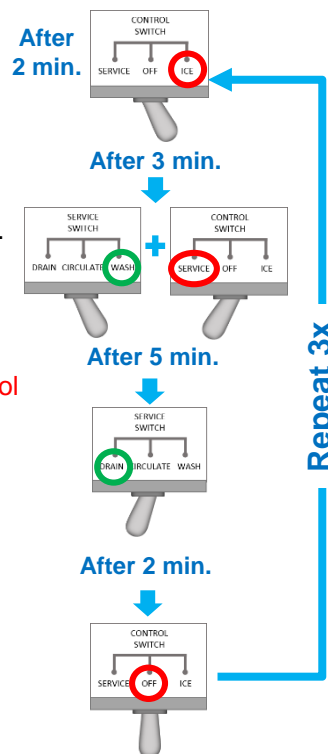 After
2 min.
CONTROL
SWITCH
SERVICE OFF ICE
After 3 min.
SERVICE
SWITCH
DRAIN CIRCULATE WASH
+
CONTROL
SWITCH
SERVICE OFF ICE
After 5 min.
ol
SERVICE
SWITCH
DRAIN CIRCULATE WASH
After 2 min.
CONTROL
SWITCH
SERVICE OFF ICE
Repeat 3x